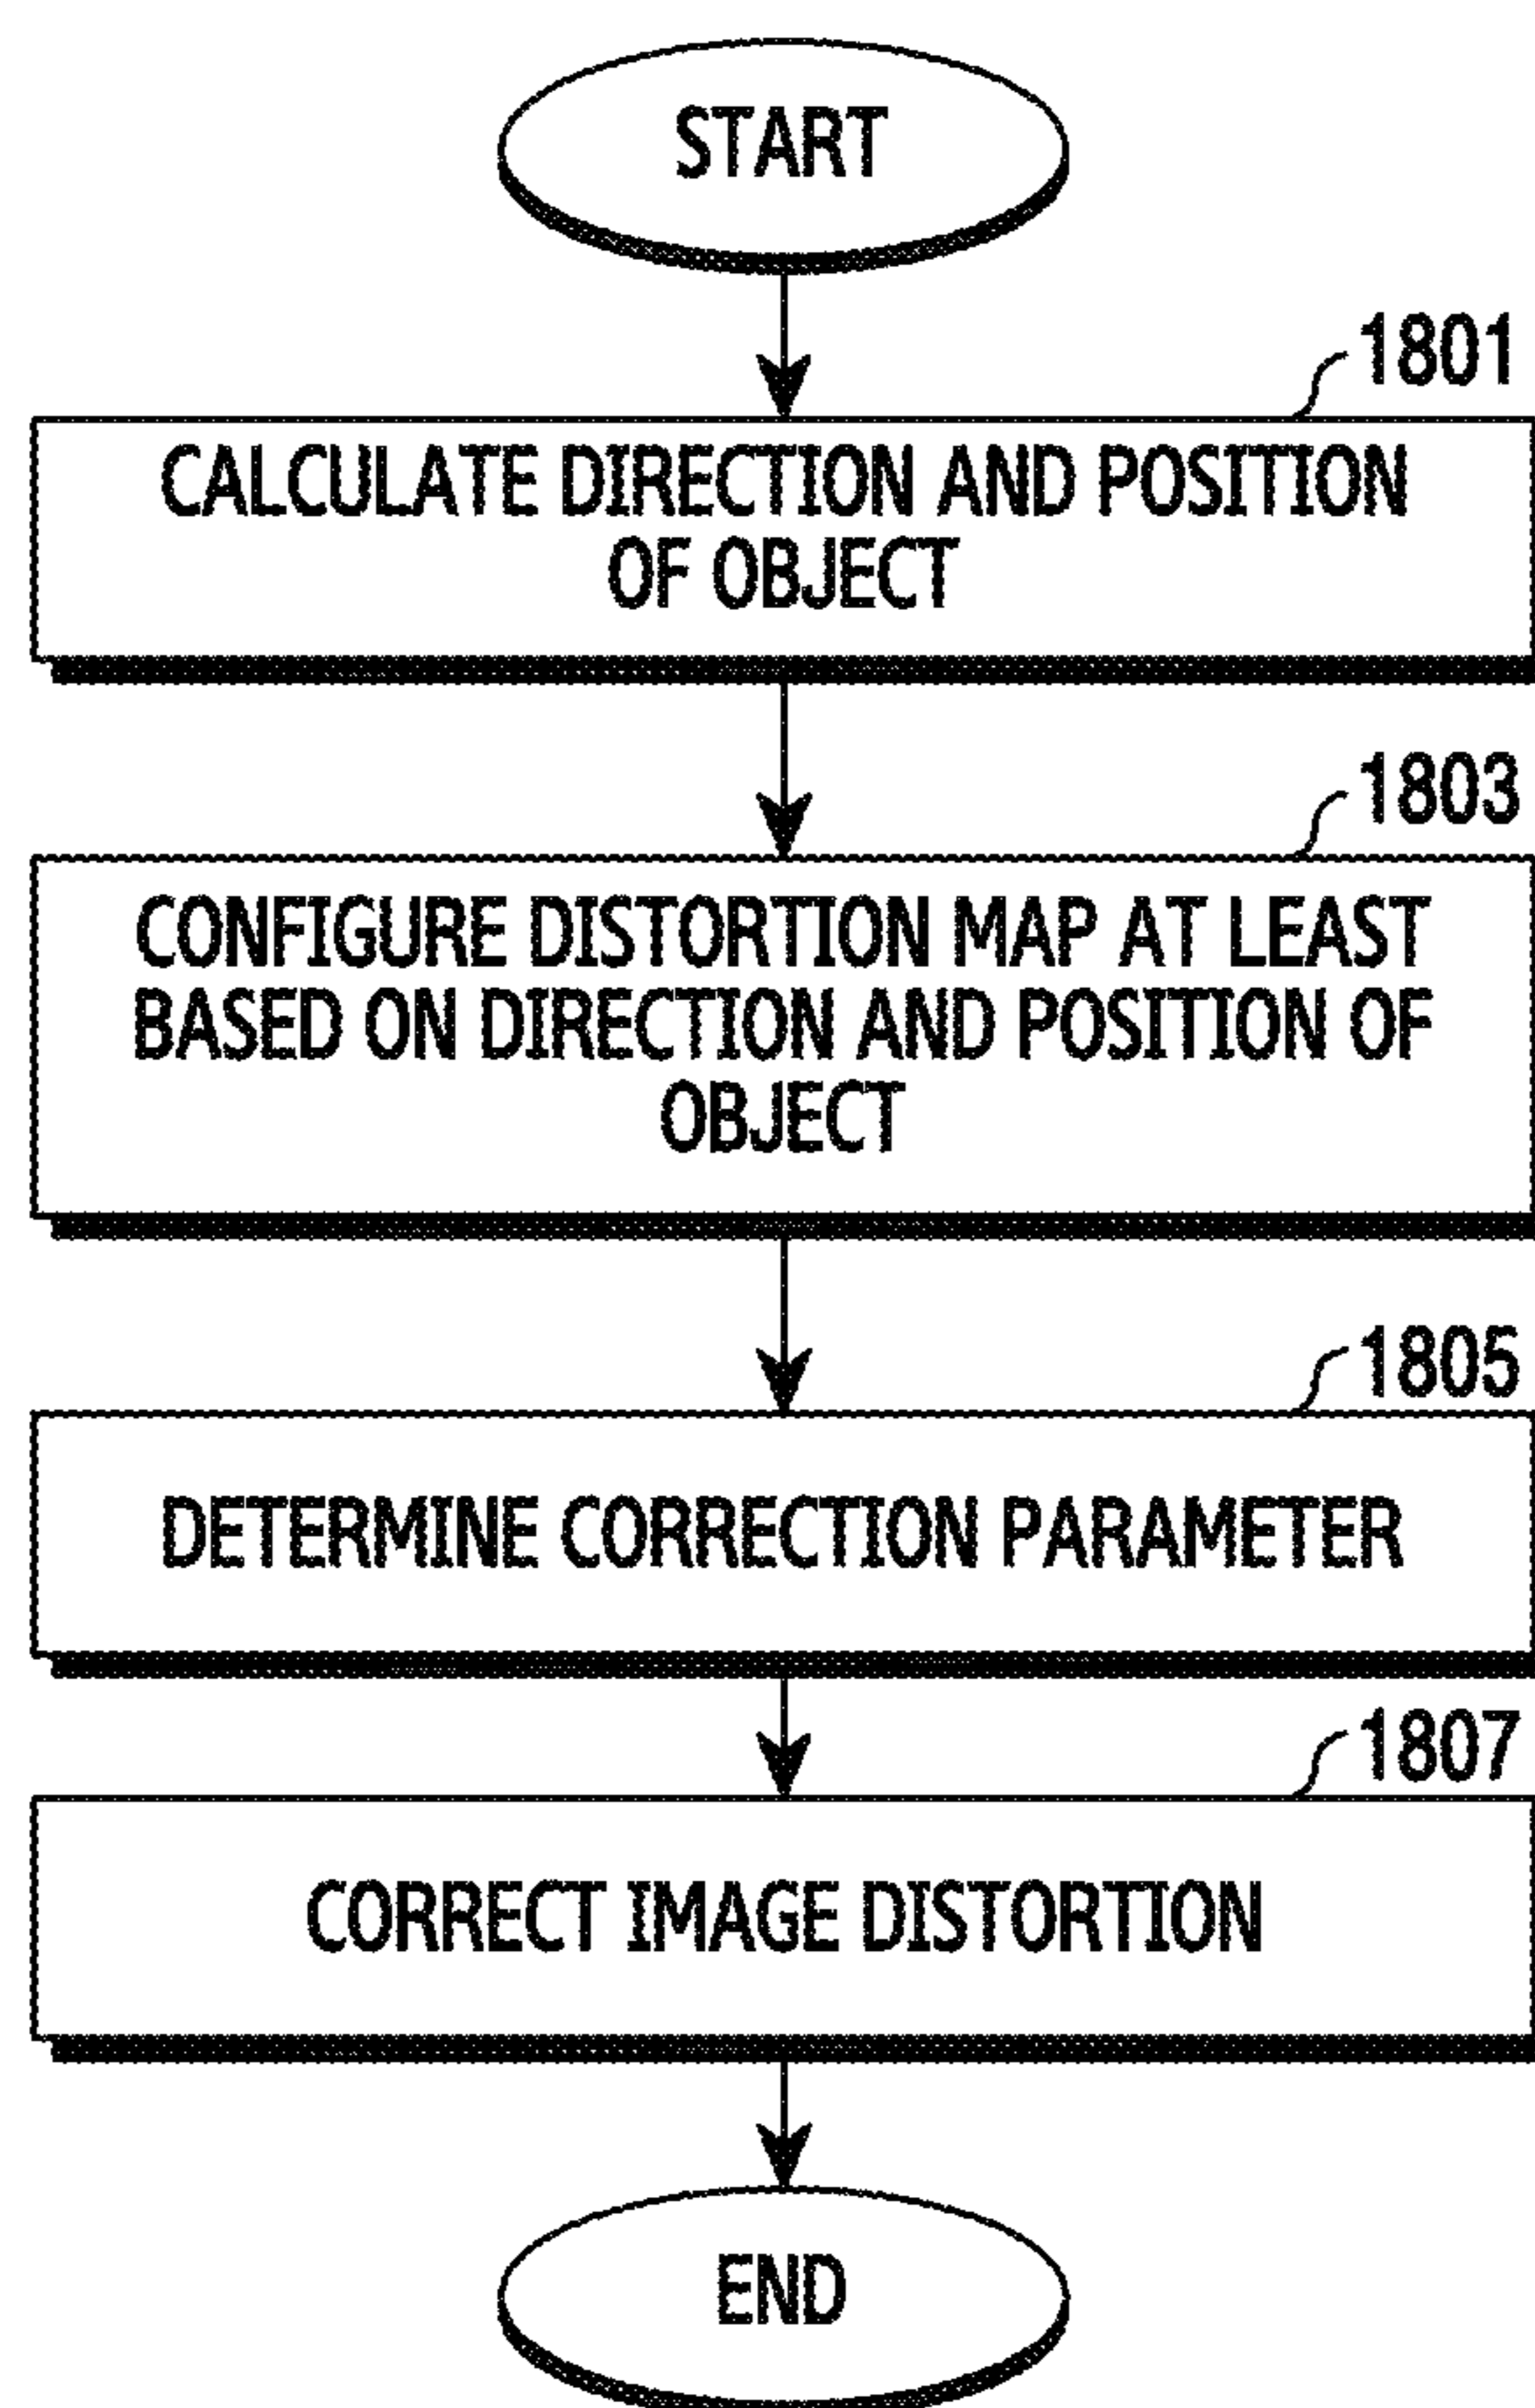 START
1801
CALCULATE DIRECTION AND POSITION
OF OBJECT
1803
CONFIGURE DISTORTION MAP AT LEAST
BASED ON DIRECTION AND POSITION OF
OBJECT
1805
DETERMINE CORRECTION PARAMETER
1807
CORRECT IMAGE DISTORTION
END